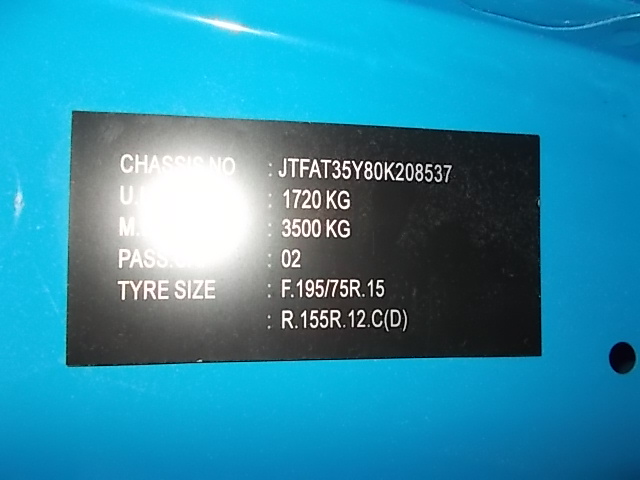 CHASSIS NO : JTFAT35Y80K208537
U. : 1720 KG
M. : 3500 KG
PASS. : 02
TYRE SIZE : F.195/75R.15
: R.155R.12.C(D)